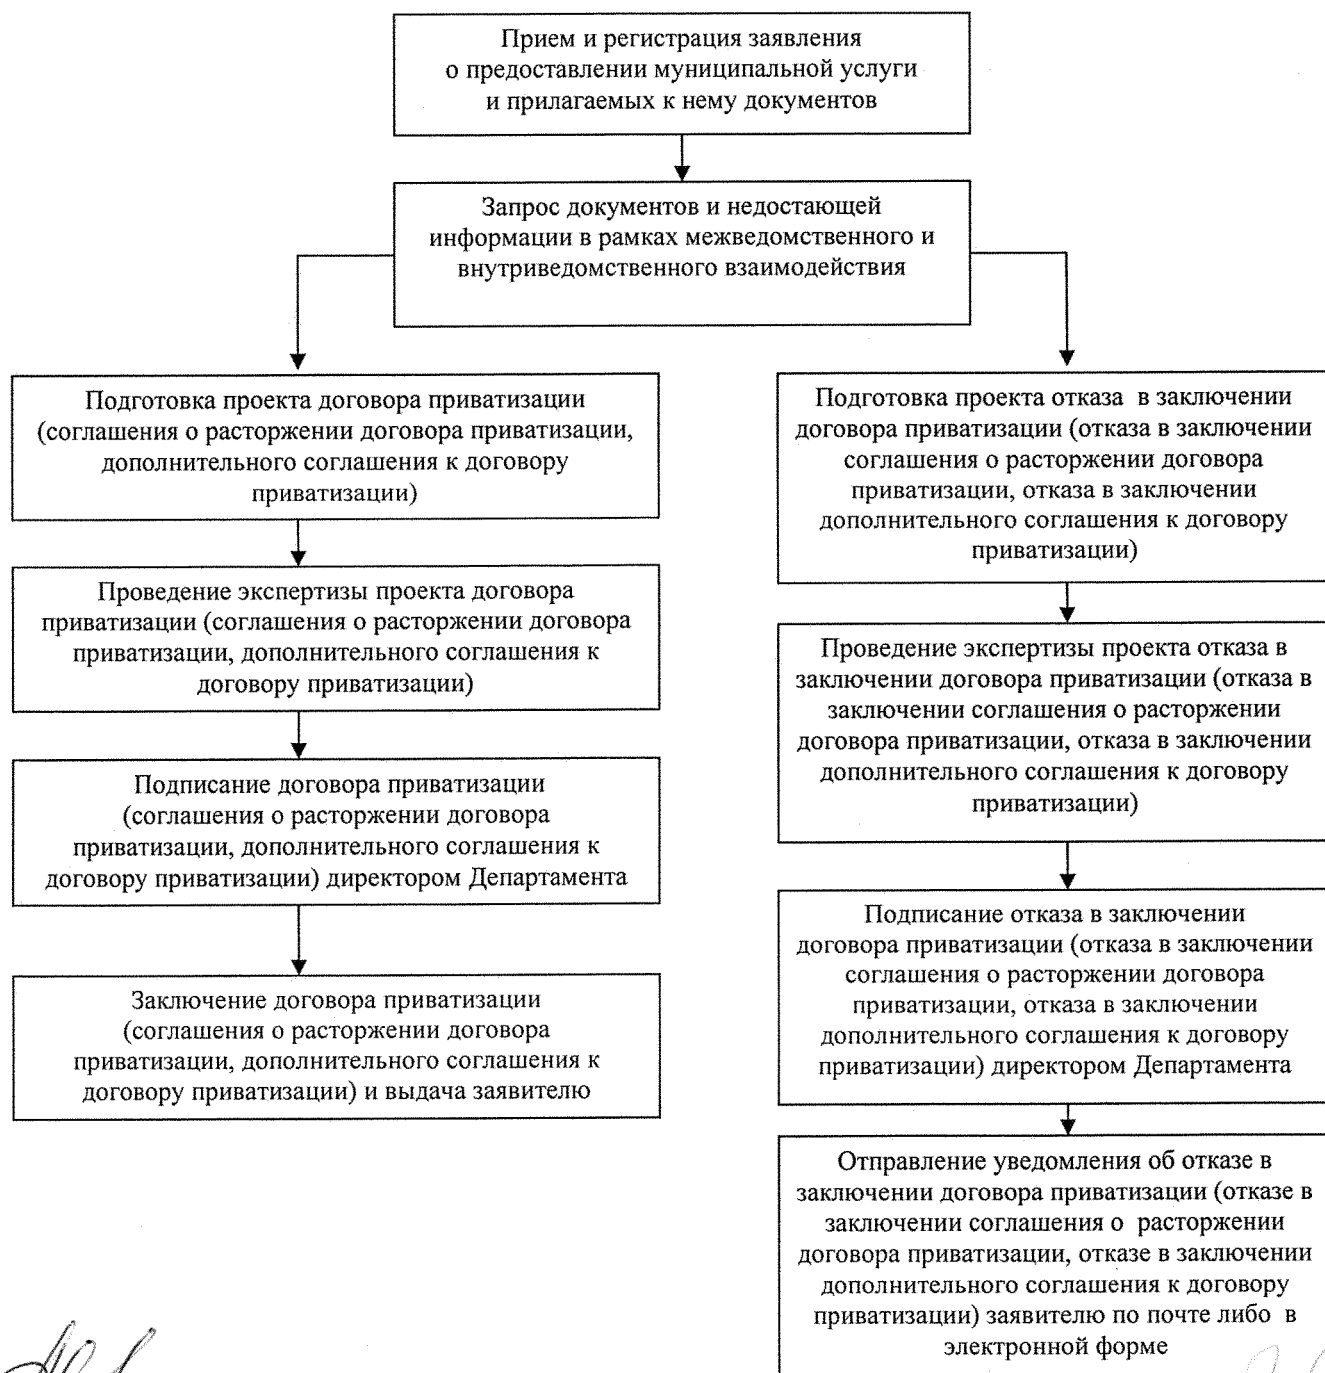 Прием и регистрация заявления
о предоставлении муниципальной услуги
и прилагаемых к нему документов
Запрос документов и недостающей
информации в рамках межведомственного и
внутриведомственного взаимодействия
Подготовка проекта договора приватизации
(соглашения о расторжении договора приватизации,
дополнительного соглашения к договору
приватизации)
Проведение экспертизы проекта договора
приватизации (соглашения о расторжении договора
приватизации, дополнительного соглашения к
договору приватизации)
Подписание договора приватизации
(соглашения о расторжении договора
приватизации, дополнительного соглашения к
договору приватизации) директором Департамента
Заключение договора приватизации
(соглашения о расторжении договора
приватизации, дополнительного соглашения к
договору приватизации) и выдача заявителю
Подготовка проекта отказа в заключении
договора приватизации (отказа в заключении
соглашения о расторжении договора
приватизации, отказа в заключении
дополнительного соглашения к договору
приватизации)
Проведение экспертизы проекта отказа в
заключении договора приватизации (отказа в
заключении соглашения о расторжении
договора приватизации, отказа в заключении
дополнительного соглашения к договору
приватизации)
Подписание отказа в заключении
договора приватизации (отказа в заключении
соглашения о расторжении договора
приватизации, отказа в заключении
дополнительного соглашения к договору
приватизации) директором Департамента
Отправление уведомления об отказе в
заключении договора приватизации (отказе в
заключении соглашения о расторжении
договора приватизации, отказе в заключении
дополнительного соглашения к договору
приватизации) заявителю по почте либо в
электронной форме